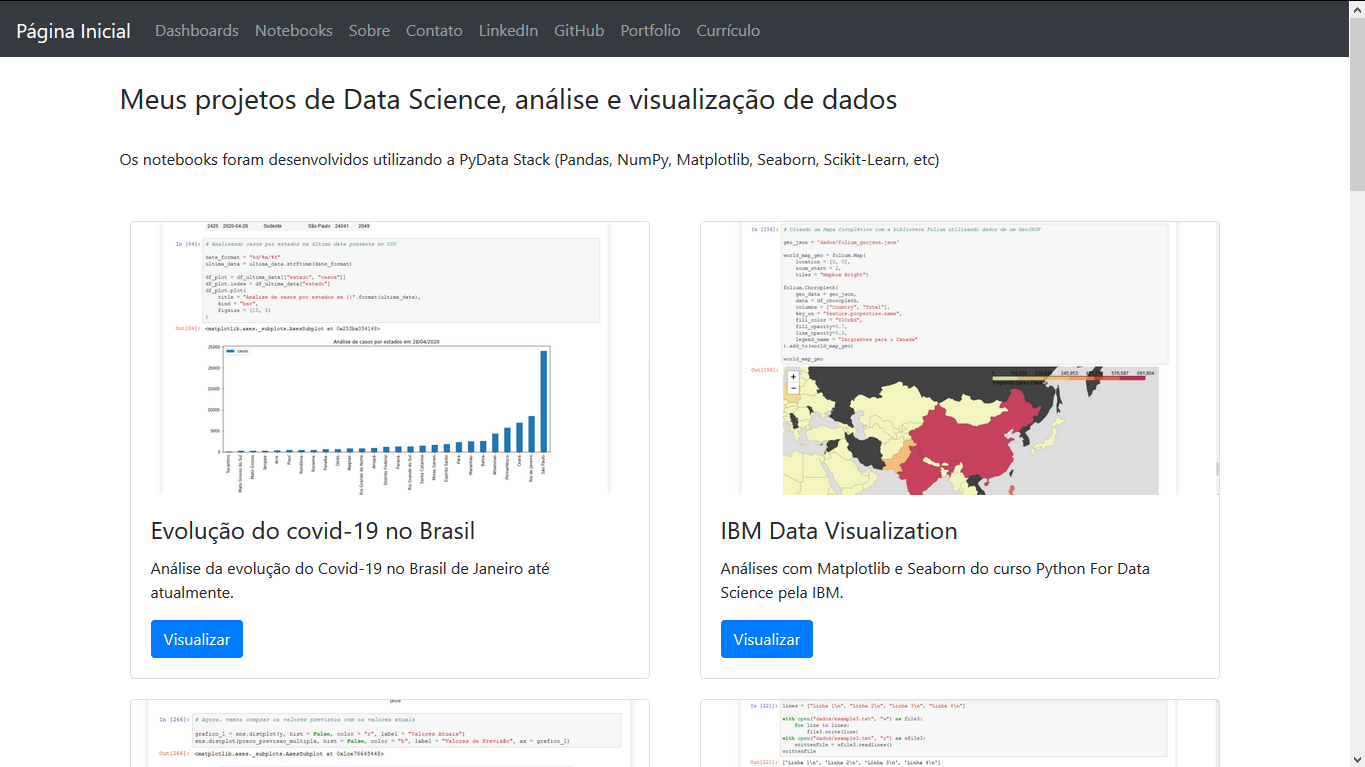 Página Inicial Dashboards Notebooks Sobre Contato LinkedIn GitHub Portfolio Currículo
Meus projetos de Data Science, análise e visualização de dados
Os notebooks foram desenvolvidos utilizando a PyData Stack (Pandas, NumPy, Matplotlib, Seaborn, Scikit-Learn, etc)
2426 2020-04-28 Sudeste São Paulo 24041 2049
In [84]: # Analisando casos por estados na última data presente no CSV
date_format = "%d/%m/%Y"
ultima_data = ultima_data.strftime(date_format)
df_plot = df_ultima_data[["estado", "casos"]]
df_plot.index = df_ultima_data["estado"]
df_plot.plot(
title = "Análise de casos por estados em {}".format(ultima_data),
kind = "bar",
figsize = (15, 5)
)
Out[84]: <matplotlib.axes._subplots.AxesSubplot at 0x253ba054148>
Análise de casos por estados em 28/04/2020
casos
25000
20000
15000
10000
5000
0
Tocantins
Mato Grosso do Sul
Mato Grosso
Sergipe
Acre
Piauí
Rondônia
Roraima
Paraíba
Goiás
Alagoas
Rio Grande do Norte
Amapá
Distrito Federal
Paraná
Rio Grande do Sul
Santa Catarina
Minas Gerais
Espírito Santo
Pará
Maranhão
Bahia
Amazonas
Pernambuco
Ceará
Rio de Janeiro
São Paulo
Evolução do covid-19 no Brasil
Análise da evolução do Covid-19 no Brasil de Janeiro até
atualmente.
Visualizar
In [156]: # Criando um Mapa Coroplético com a biblioteca Folium utilizando dados de um GeoJSON
geo_json = 'dados/folium_geojson.json'
world_map_geo = folium.Map(
location = [0, 0],
zoom_start = 2,
tiles = "Mapbox Bright")
folium.Choropleth(
geo_data = geo_json,
data = df_choropleth,
columns = ["Country", "Total"],
key_on = "feature.properties.name",
fill_color = "YlOrRd",
fill_opacity=0.7,
line_opacity=0.2,
legend_name = "Imigrantes para o Canada"
).add_to(world_map_geo)
world_map_geo
Out[156]:
+
−
345,953 576,587 691,904
Imigrantes para o Canada
IBM Data Visualization
Análises com Matplotlib e Seaborn do curso Python For Data
Science pela IBM.
Visualizar
price
In [266]: # Agora, vamos comprar os valores previstos com os valores atuais
grafico_1 = sns.distplot(y, hist = False, color = "r", label = "Valores Atuais")
sns.distplot(preco_previsao_multipla, hist = False, color = "b", label = "Valores de Previsão", ax = grafico_1)
Out[266]: <matplotlib.axes._subplots.AxesSubplot at 0x1ce78645448>
In [221]: lines = ["Linha 1\n", "Linha 2\n", "Linha 3\n", "Linha 4\n"]
with open("dados/example3.txt", "w") as file3:
for line in lines:
file3.write(line)
with open("dados/example3.txt", "r") as wfile3:
writtenFile = wfile3.readlines()
writtenFile
Out[221]: ['Linha 1\n', 'Linha 2\n', 'Linha 3\n', 'Linha 4\n']